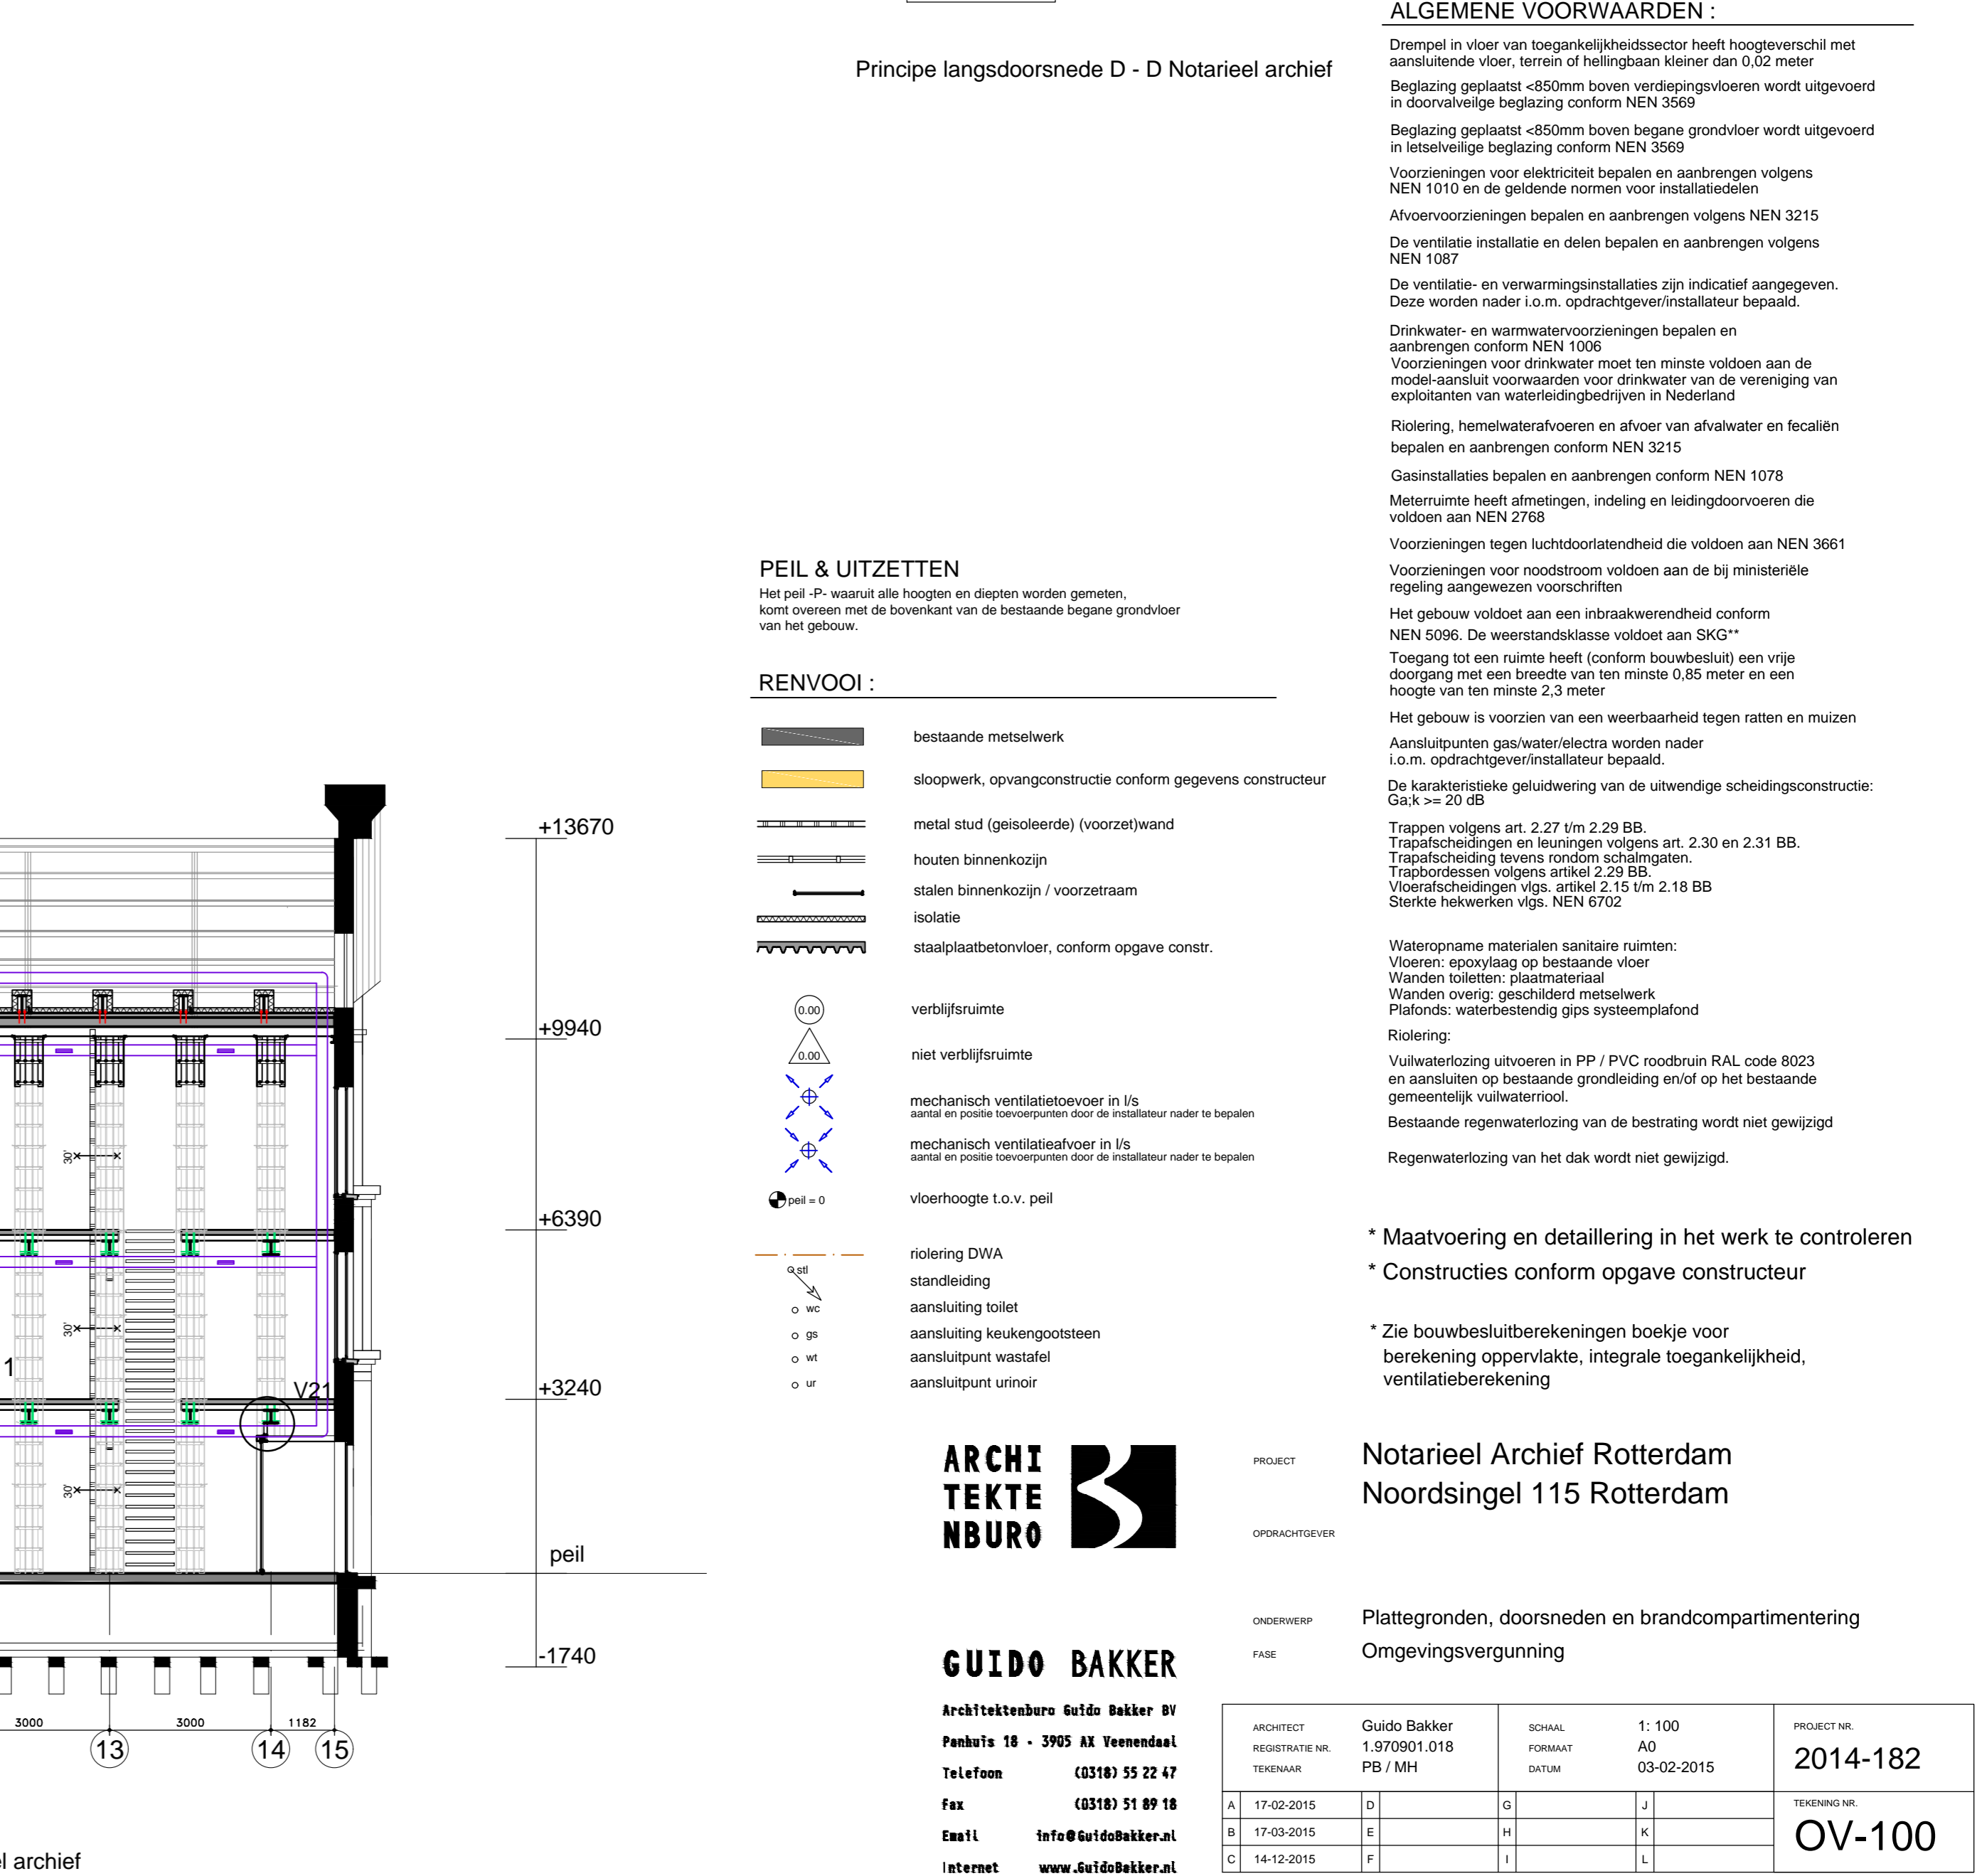 Principe langsdoorsnede D - D Notarieel archief
ALGEMENE VOORWAARDEN :
Drempel in vloer van toegankelijkheidssector heeft hoogteverschil met
aansluitende vloer, terrein of hellingbaan kleiner dan 0,02 meter
Beglazing geplaatst <850mm boven verdiepingsvloeren wordt uitgevoerd
in doorvalveilge beglazing conform NEN 3569
Beglazing geplaatst <850mm boven begane grondvloer wordt uitgevoerd
in letselveilige beglazing conform NEN 3569
Voorzieningen voor elektriciteit bepalen en aanbrengen volgens
NEN 1010 en de geldende normen voor installatiedelen
Afvoervoorzieningen bepalen en aanbrengen volgens NEN 3215
De ventilatie installatie en delen bepalen en aanbrengen volgens
NEN 1087
De ventilatie- en verwarmingsinstallaties zijn indicatief aangegeven.
Deze worden nader i.o.m. opdrachtgever/installateur bepaald.
Drinkwater- en warmwatervoorzieningen bepalen en
aanbrengen conform NEN 1006
Voorzieningen voor drinkwater moet ten minste voldoen aan de
model-aansluit voorwaarden voor drinkwater van de vereniging van
exploitanten van waterleidingbedrijven in Nederland
Riolering, hemelwaterafvoeren en afvoer van afvalwater en fecaliën
bepalen en aanbrengen conform NEN 3215
Gasinstallaties bepalen en aanbrengen conform NEN 1078
Meterruimte heeft afmetingen, indeling en leidingdoorvoeren die
voldoen aan NEN 2768
Voorzieningen tegen luchtdoorlatendheid die voldoen aan NEN 3661
Voorzieningen voor noodstroom voldoen aan de bij ministeriële
regeling aangewezen voorschriften
Het gebouw voldoet aan een inbraakwerendheid conform
NEN 5096. De weerstandsklasse voldoet aan SKG**
Toegang tot een ruimte heeft (conform bouwbesluit) een vrije
doorgang met een breedte van ten minste 0,85 meter en een
hoogte van ten minste 2,3 meter
Het gebouw is voorzien van een weerbaarheid tegen ratten en muizen
Aansluitpunten gas/water/electra worden nader
i.o.m. opdrachtgever/installateur bepaald.
De karakteristieke geluidwering van de uitwendige scheidingsconstructie:
Ga;k >= 20 dB
Trappen volgens art. 2.27 t/m 2.29 BB.
Trapafscheidingen en leuningen volgens art. 2.30 en 2.31 BB.
Trapafscheiding tevens rondom schalmgaten.
Trapbordessen volgens artikel 2.29 BB.
Vloerafscheidingen vlgs. artikel 2.15 t/m 2.18 BB
Sterkte hekwerken vlgs. NEN 6702
Wateropname materialen sanitaire ruimten:
Vloeren: epoxylaag op bestaande vloer
Wanden toiletten: plaatmateriaal
Wanden overig: geschilderd metselwerk
Plafonds: waterbestendig gips systeemplafond
Riolering:
Vuilwaterlozing uitvoeren in PP / PVC roodbruin RAL code 8023
en aansluiten op bestaande grondleiding en/of op het bestaande
gemeentelijk vuilwaterriool.
Bestaande regenwaterlozing van de bestrating wordt niet gewijzigd
Regenwaterlozing van het dak wordt niet gewijzigd.
* Maatvoering en detaillering in het werk te controleren
* Constructies conform opgave constructeur
* Zie bouwbesluitberekeningen boekje voor
berekening oppervlakte, integrale toegankelijkheid,
ventilatieberekening
PEIL & UITZETTEN
Het peil -P- waaruit alle hoogten en diepten worden gemeten,
komt overeen met de bovenkant van de bestaande begane grondvloer
van het gebouw.
RENVOOI :
bestaande metselwerk
sloopwerk, opvangconstructie conform gegevens constructeur
metal stud (geisoleerde) (voorzet)wand
houten binnenkozijn
stalen binnenkozijn / voorzetraam
isolatie
staalplaatbetonvloer, conform opgave constr.
0.00 verblijfsruimte
0.00 niet verblijfsruimte
mechanisch ventilatietoevoer in l/s
aantal en positie toevoerpunten door de installateur nader te bepalen
mechanisch ventilatieafvoer in l/s
aantal en positie toevoerpunten door de installateur nader te bepalen
peil = 0 vloerhoogte t.o.v. peil
riolering DWA
stl standleiding
wc aansluiting toilet
gs aansluiting keukengootsteen
wt aansluitpunt wastafel
ur aansluitpunt urinoir
+13670
+9940
+6390
+3240
peil
-1740
30'
30'
30'
1
V21
3000 3000 1182
13 14 15
el archief
ARCHI
TEKTE
NBURO
GUIDO BAKKER
Architektenburo Guido Bakker BV
Panhuis 18 - 3905 AX Veenendaal
Telefoon (0318) 55 22 47
Fax (0318) 51 89 18
Email info@GuidoBakker.nl
Internet www.GuidoBakker.nl
PROJECT Notarieel Archief Rotterdam
Noordsingel 115 Rotterdam
OPDRACHTGEVER
ONDERWERP Plattegronden, doorsneden en brandcompartimentering
FASE Omgevingsvergunning
ARCHITECT Guido Bakker SCHAAL 1: 100 PROJECT NR.
REGISTRATIE NR. 1.970901.018 FORMAAT A0 2014-182
TEKENAAR PB / MH DATUM 03-02-2015
A 17-02-2015 D G J TEKENING NR.
B 17-03-2015 E H K OV-100
C 14-12-2015 F I L